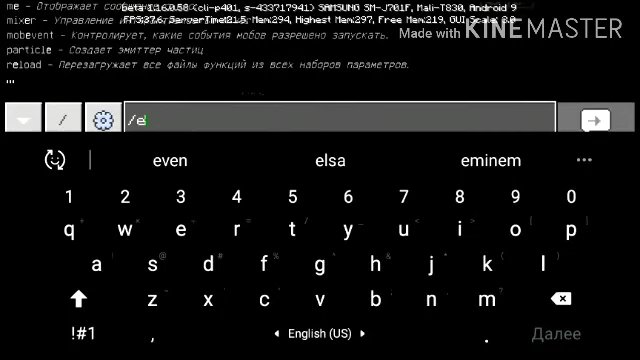 me - Отображает соо
beta 1.16.0.58 (cli-p401, s-433717941) SAMSUNG SM-J701F, Mali-T830, Android 9
mixer - Управление и
FPS:37.6, ServerTime:21.5, Mem:294, Highest Mem:297, Free Mem:219, GUI Scale: 3.0
Made with KINEMASTER
mobevent - Контролирует, какие события мобов разрешено запускать.
particle - Создает эмиттер частиц
reload - Перезагружает все файлы функций из всех наборов параметров.
...
/ /e
even elsa eminem ...
1 2 3 4 5 6 7 8 9 0
q w e r t y u i o p
a s d f g h j k l
z x c v b n m
!#1 , English (US) . Далее